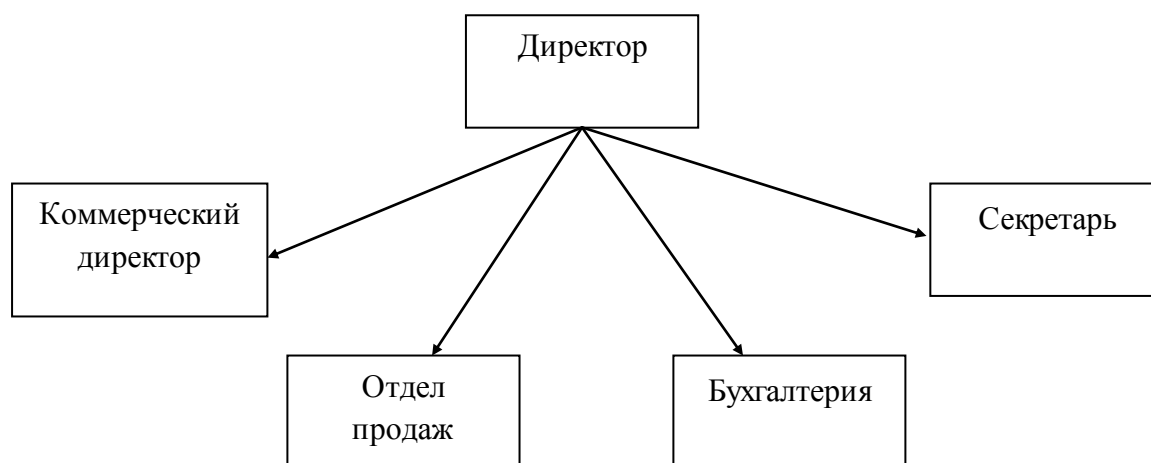 Директор
Коммерческий
директор
Секретарь
Отдел
продаж
Бухгалтерия